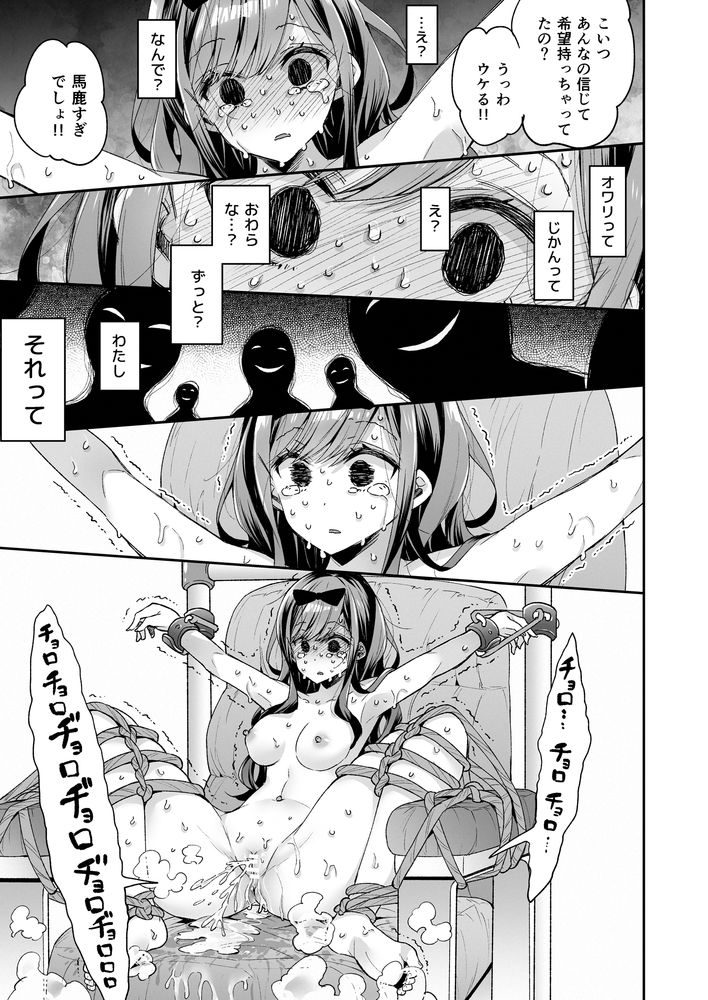 こいつ
あんなの信じて
希望持っちゃって
たの？
うっわ
ウケる!!
…え？
なんで？
馬鹿すぎ
でしょ!!
オワリって
じかんって
え？
おわら
な…？
ずっと？
わたし
それって
チョロ…
チョロ
チョロ…
チョロ
チョロ
ヂョロ
ヂョロ
ヂョロ
ヂョロロロ